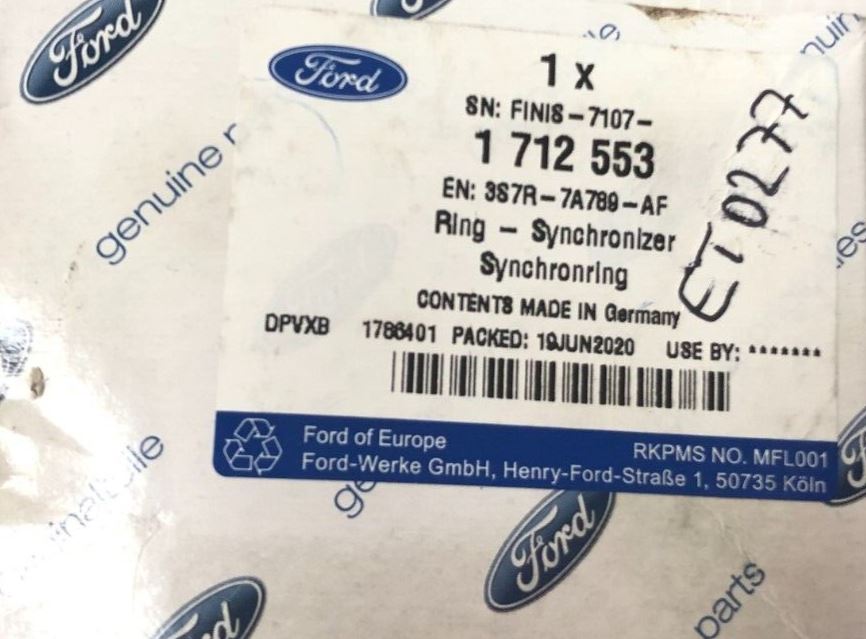 Ford
Ford
1 x
SN: FINIS-7107-
1 712 553
EN: 3S7R-7A789-AF
Ring - Synchronizer
Synchronring
CONTENTS MADE IN Germany
DPVXB 1786401 PACKED: 19JUN2020 USE BY: *******
ET0277
Ford of Europe
RKPMS NO. MFL001
Ford-Werke GmbH, Henry-Ford-Straße 1, 50735 Köln
genuine
Ford
Ford
parts